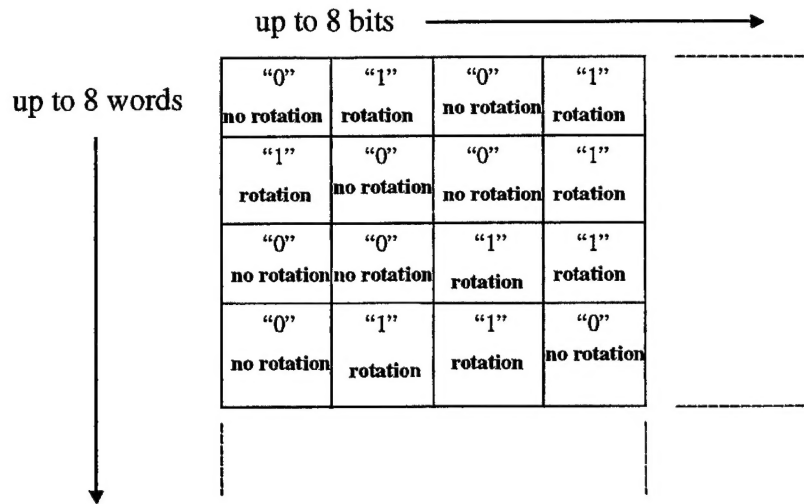 up to 8 bits
up to 8 words
“0” “1” “0” “1”
no rotation rotation no rotation rotation
“1” “0” “0” “1”
rotation no rotation no rotation rotation
“0” “0” “1” “1”
no rotation no rotation rotation rotation
“0” “1” “1” “0”
no rotation rotation rotation no rotation